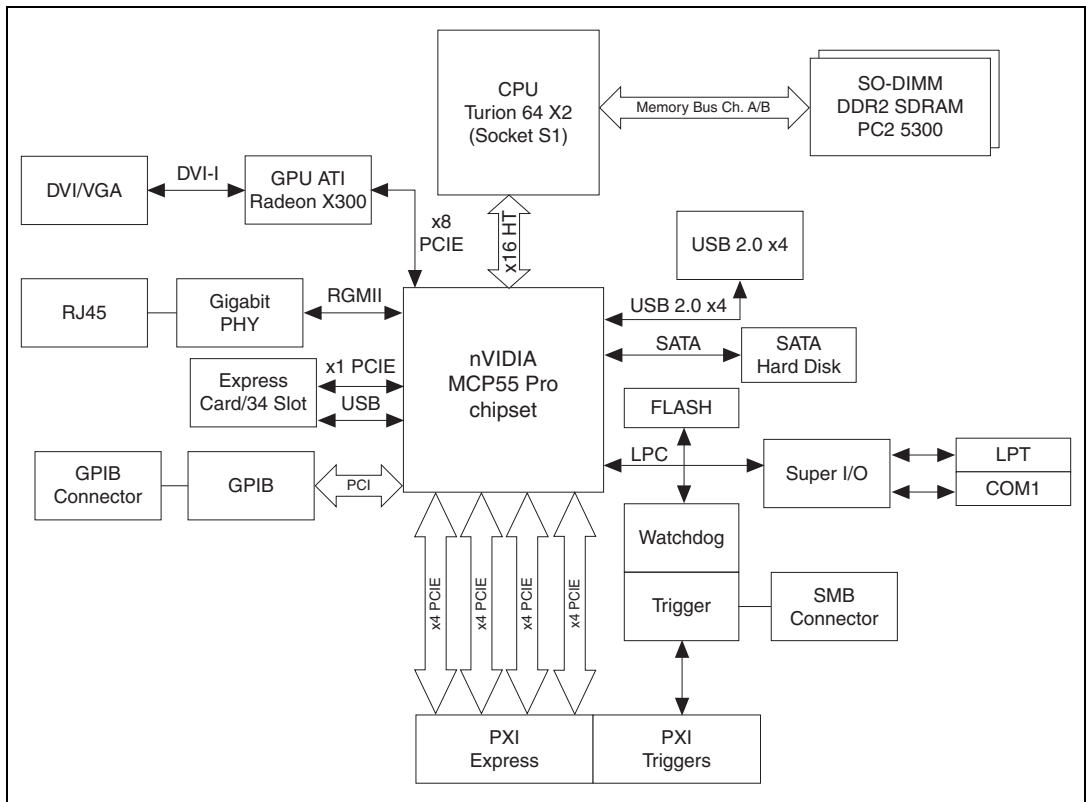 CPU
Turion 64 X2
(Socket S1)
Memory Bus Ch. A/B
SO-DIMM
DDR2 SDRAM
PC2 5300
DVI/VGA
DVI-I
GPU ATI
Radeon X300
x8
PCIE
x16 HT
USB 2.0 x4
RJ45
Gigabit
PHY
RGMII
nVIDIA
MCP55 Pro
chipset
USB 2.0 x4
SATA
SATA
Hard Disk
Express
Card/34 Slot
x1 PCIE
USB
FLASH
LPC
Super I/O
LPT
COM1
GPIB
Connector
GPIB
PCI
Watchdog
Trigger
SMB
Connector
x4 PCIE
x4 PCIE
x4 PCIE
x4 PCIE
PXI
Express
PXI
Triggers